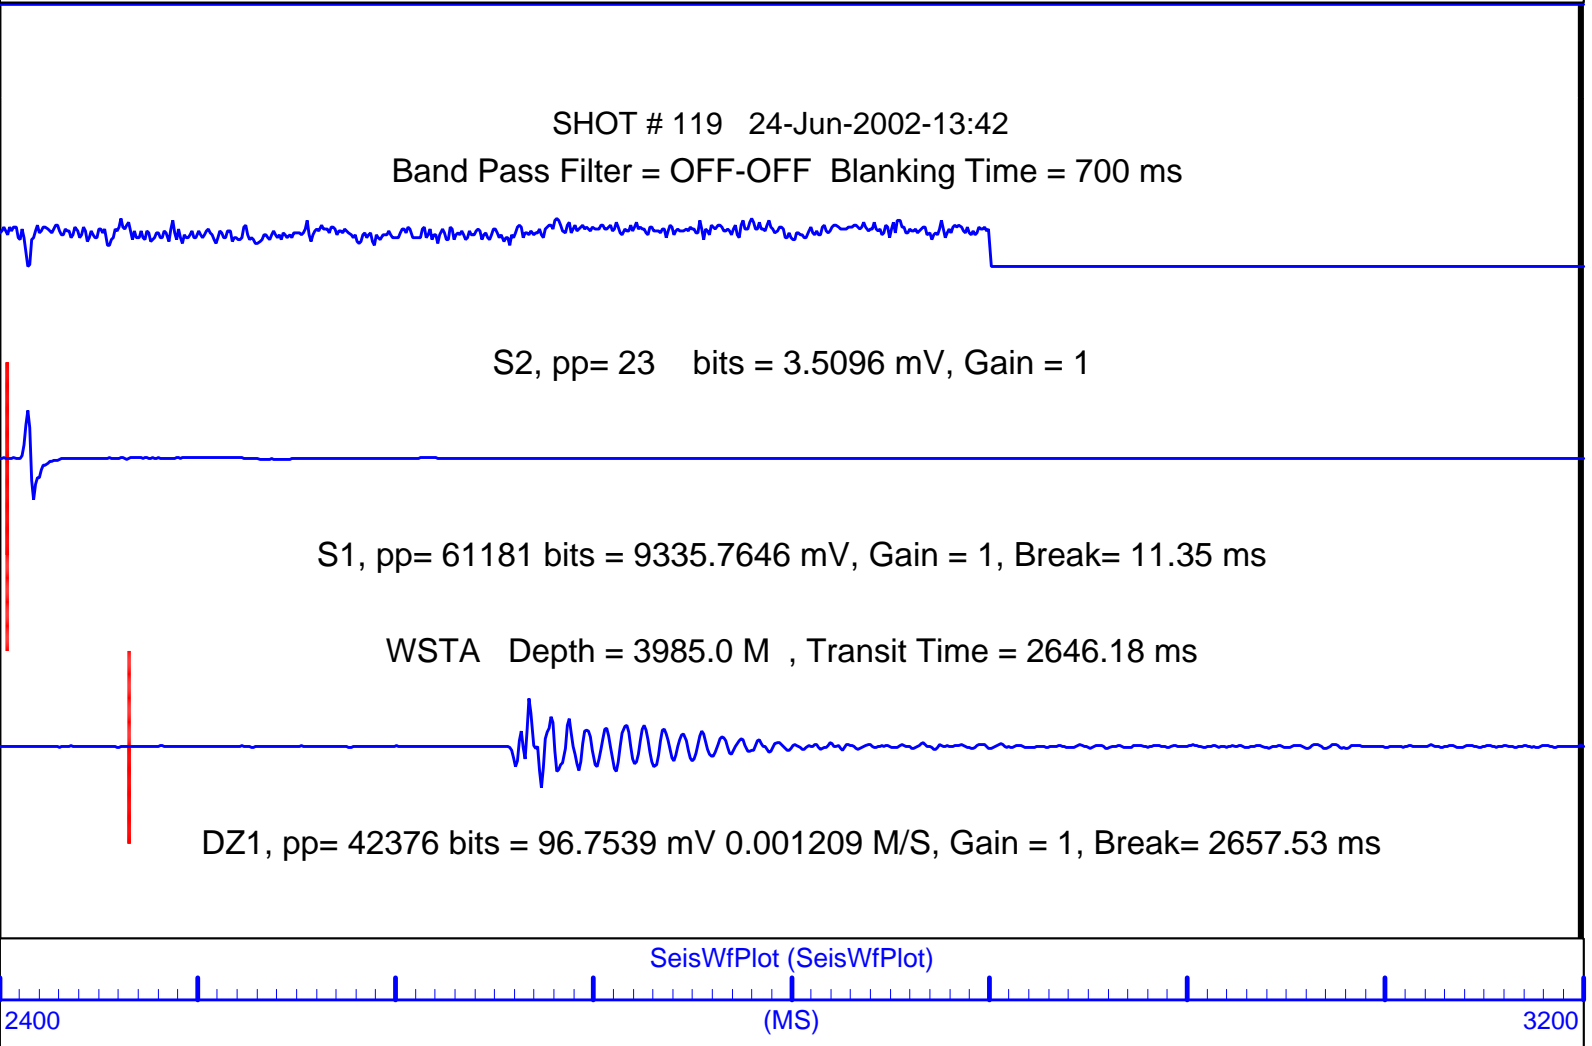 SHOT # 119 24-Jun-2002-13:42
Band Pass Filter = OFF-OFF Blanking Time = 700 ms
S2, pp= 23 bits = 3.5096 mV, Gain = 1
S1, pp= 61181 bits = 9335.7646 mV, Gain = 1, Break= 11.35 ms
WSTA Depth = 3985.0 M , Transit Time = 2646.18 ms
DZ1, pp= 42376 bits = 96.7539 mV 0.001209 M/S, Gain = 1, Break= 2657.53 ms
SeisWfPlot (SeisWfPlot)
2400 (MS) 3200